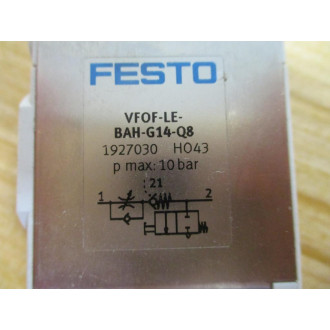 FESTO
VFOF-LE-
BAH-G14-Q8
1927030 HO43
p max: 10 bar
21
1 2